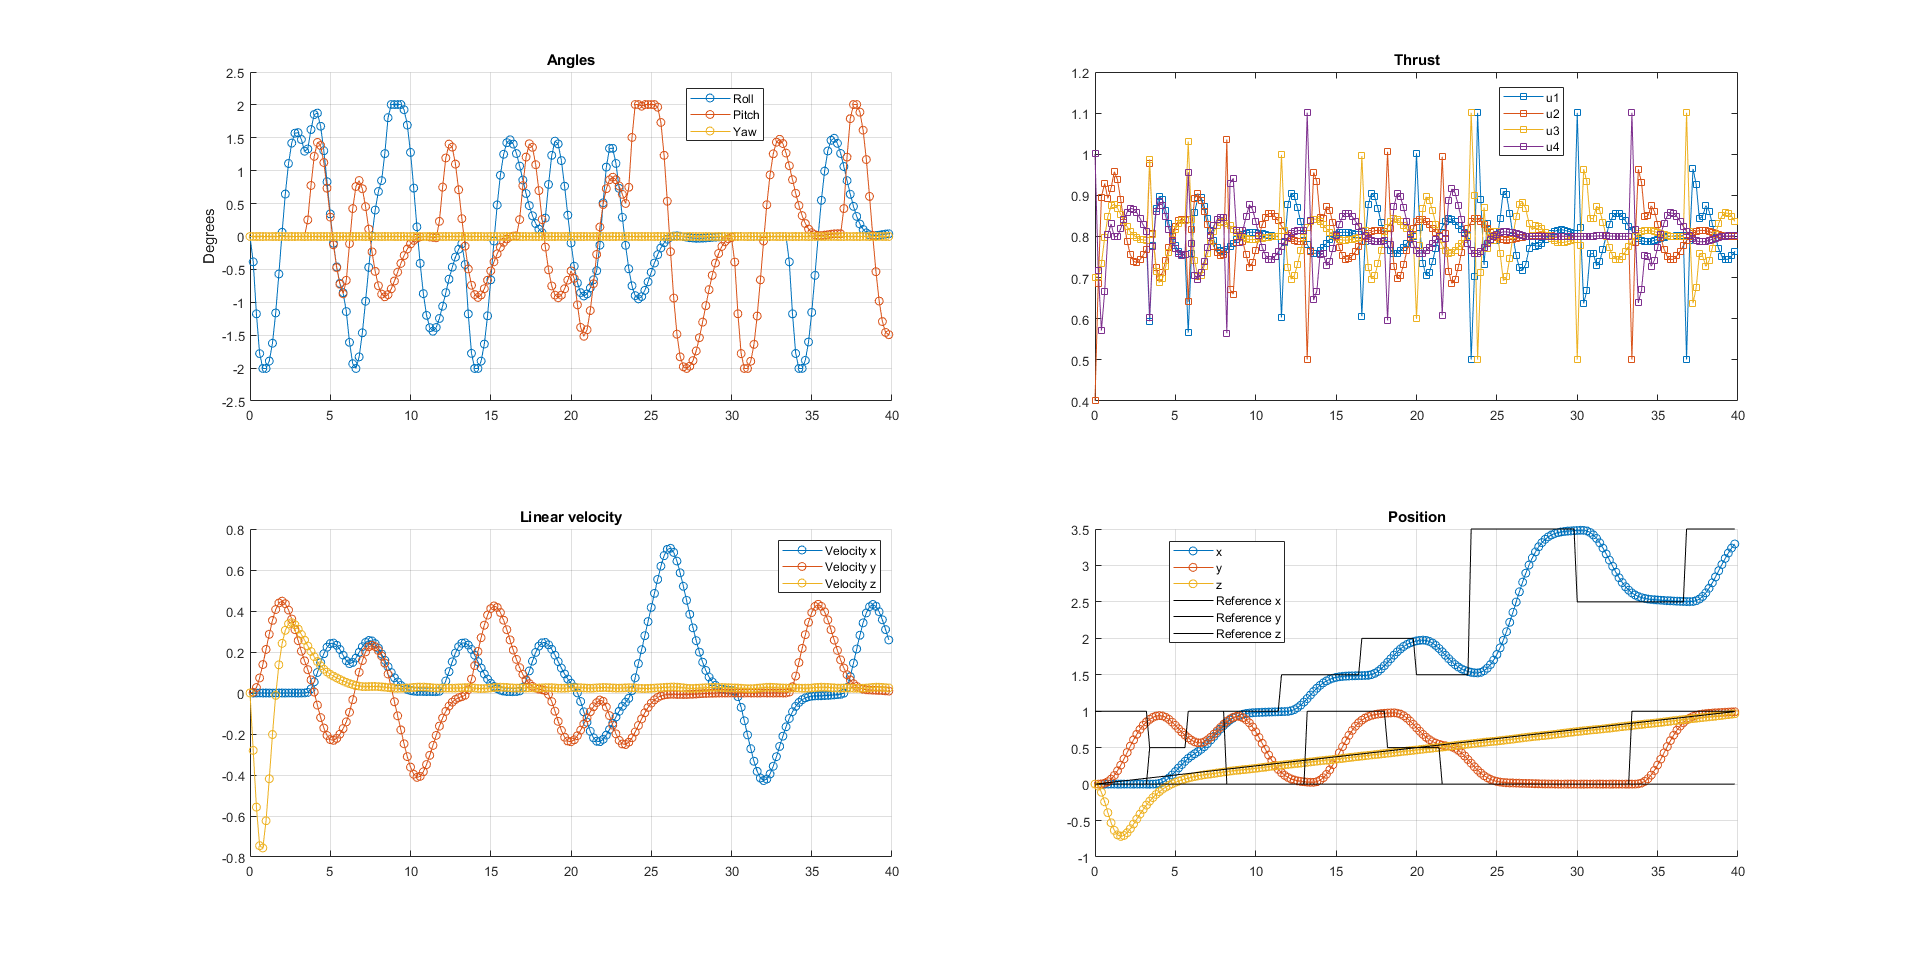 Angles
2.5
2
1.5
1
0.5
0
-0.5
-1
-1.5
-2
-2.5
Degrees
0 5 10 15 20 25 30 35 40
Roll
Pitch
Yaw
Thrust
1.2
1.1
1
0.9
0.8
0.7
0.6
0.5
0.4
0 5 10 15 20 25 30 35 40
u1
u2
u3
u4
Linear velocity
0.8
0.6
0.4
0.2
0
-0.2
-0.4
-0.6
-0.8
0 5 10 15 20 25 30 35 40
Velocity x
Velocity y
Velocity z
Position
3.5
3
2.5
2
1.5
1
0.5
0
-0.5
-1
0 5 10 15 20 25 30 35 40
x
y
z
Reference x
Reference y
Reference z